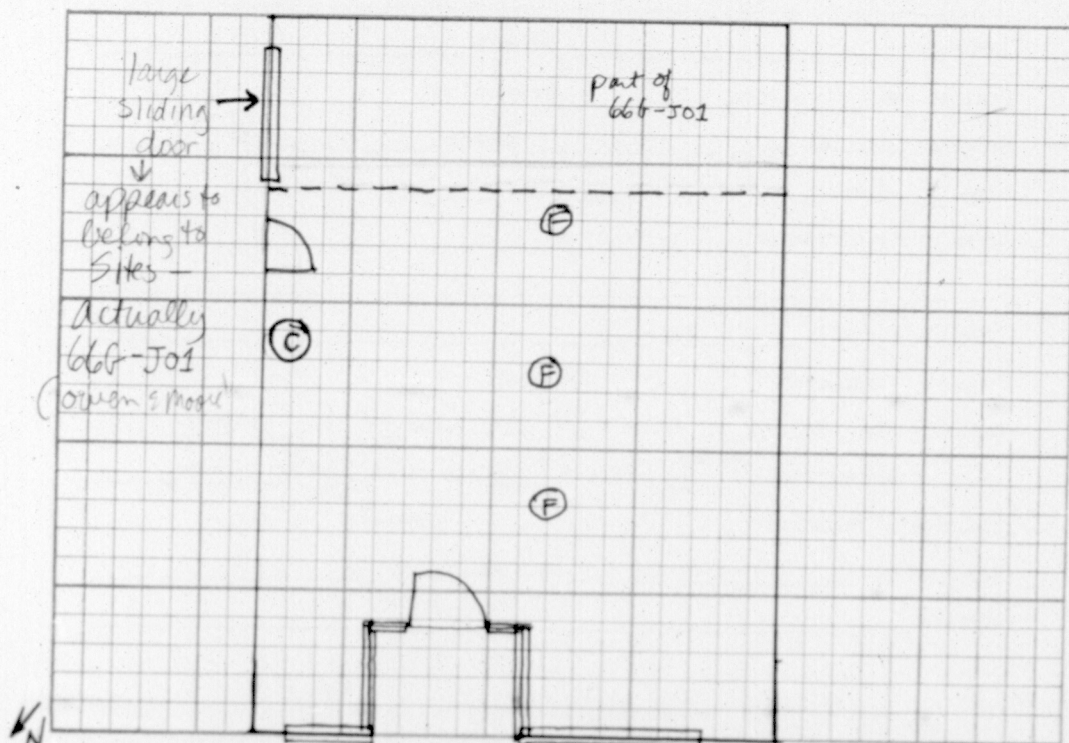 large
sliding
door
appears to
belong to
Sites —
Actually
66G-J01
part of
66G-J01
F
C
F
F
N